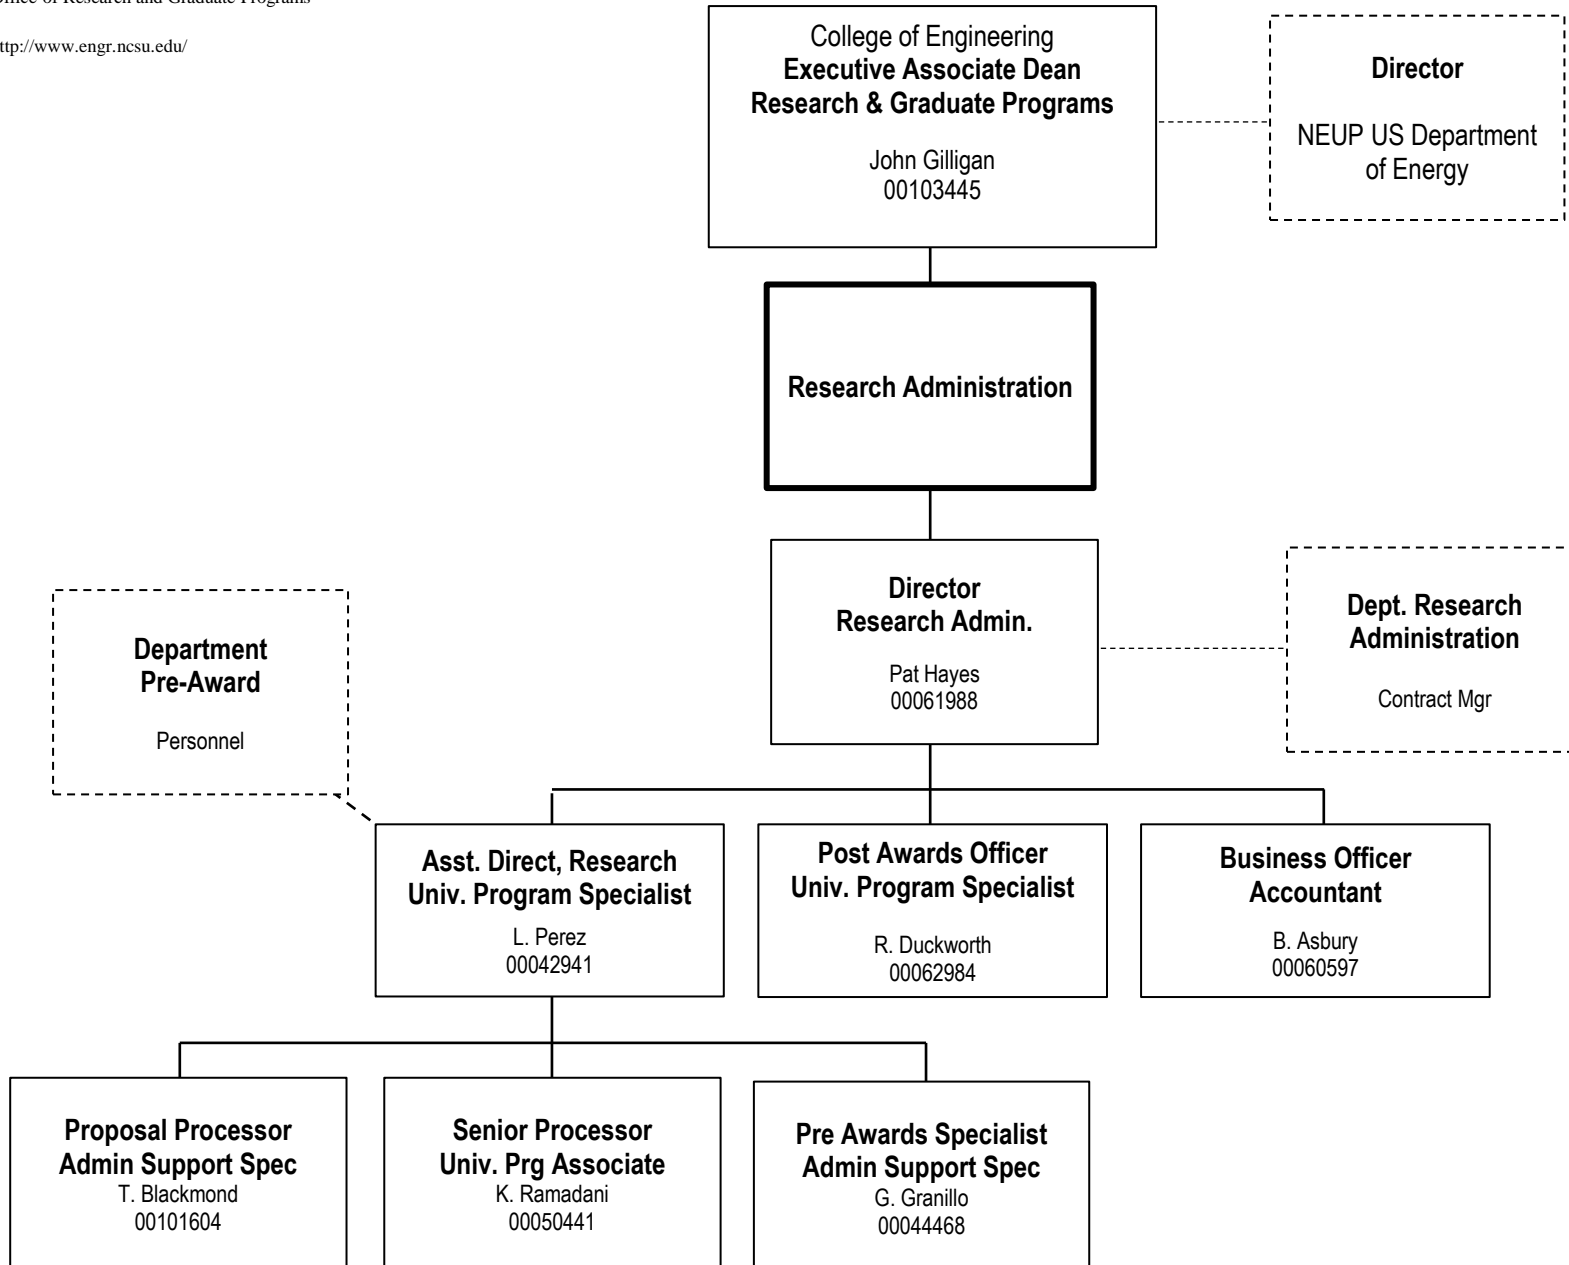 Office of Research and Graduate Programs
ttp://www.engr.ncsu.edu/
College of Engineering
Executive Associate Dean
Research & Graduate Programs
John Gilligan
00103445
Director
NEUP US Department
of Energy
Research Administration
Director
Research Admin.
Pat Hayes
00061988
Dept. Research
Administration
Contract Mgr
Department
Pre-Award
Personnel
Asst. Direct, Research
Univ. Program Specialist
L. Perez
00042941
Post Awards Officer
Univ. Program Specialist
R. Duckworth
00062984
Business Officer
Accountant
B. Asbury
00060597
Proposal Processor
Admin Support Spec
T. Blackmond
00101604
Senior Processor
Univ. Prg Associate
K. Ramadani
00050441
Pre Awards Specialist
Admin Support Spec
G. Granillo
00044468